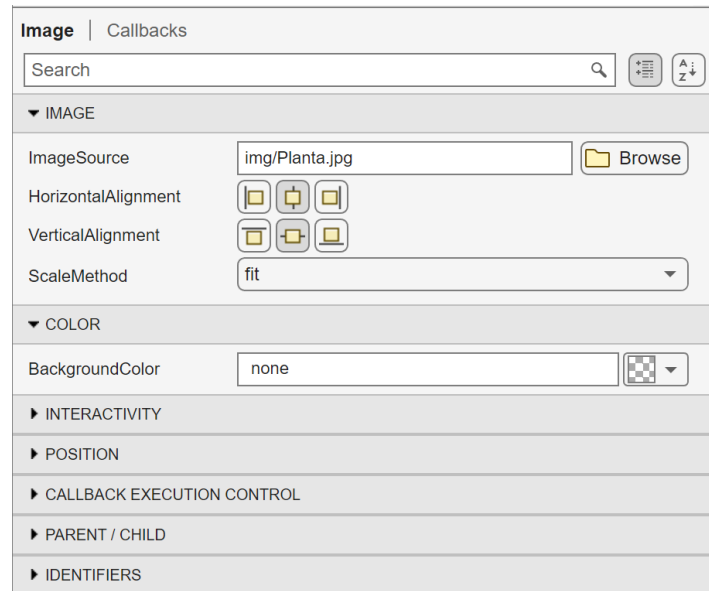 Image | Callbacks
Search
IMAGE
ImageSource img/Planta.jpg Browse
HorizontalAlignment
VerticalAlignment
ScaleMethod fit
COLOR
BackgroundColor none
INTERACTIVITY
POSITION
CALLBACK EXECUTION CONTROL
PARENT / CHILD
IDENTIFIERS